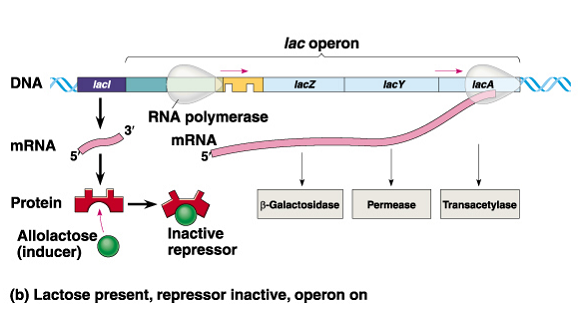 lac operon
DNA
lacI
lacZ
lacY
lacA
RNA polymerase
mRNA
3′
mRNA
5′
5′
Protein
β-Galactosidase
Permease
Transacetylase
Allolactose
(inducer)
Inactive
repressor
(b) Lactose present, repressor inactive, operon on